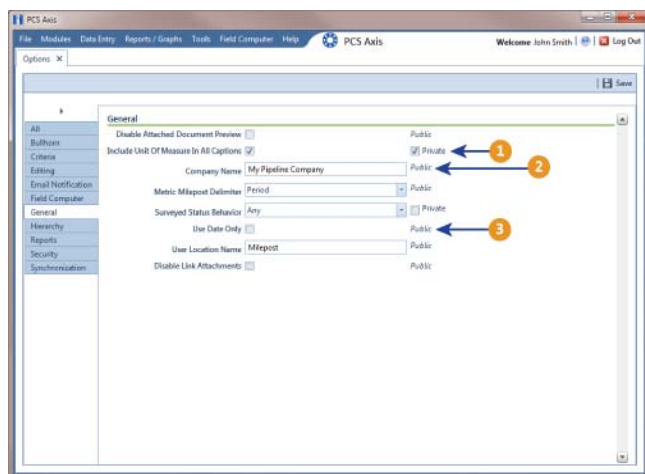 PCS Axis
File Modules Data Entry Reports / Graphs Tools Field Computer Help PCS Axis Welcome John Smith | | Log Out
Options X
| Save
All
Bullhorn
Criteria
Editing
Email Notification
Field Computer
General
Hierarchy
Reports
Security
Synchronization
General
Disable Attached Document Preview Public
Include Unit Of Measure In All Captions Private 1
Company Name My Pipeline Company Public 2
Metric Milepost Delimiter Period Public
Surveyed Status Behavior Any Private
Use Date Only Public 3
User Location Name Milepost Public
Disable Link Attachments Public